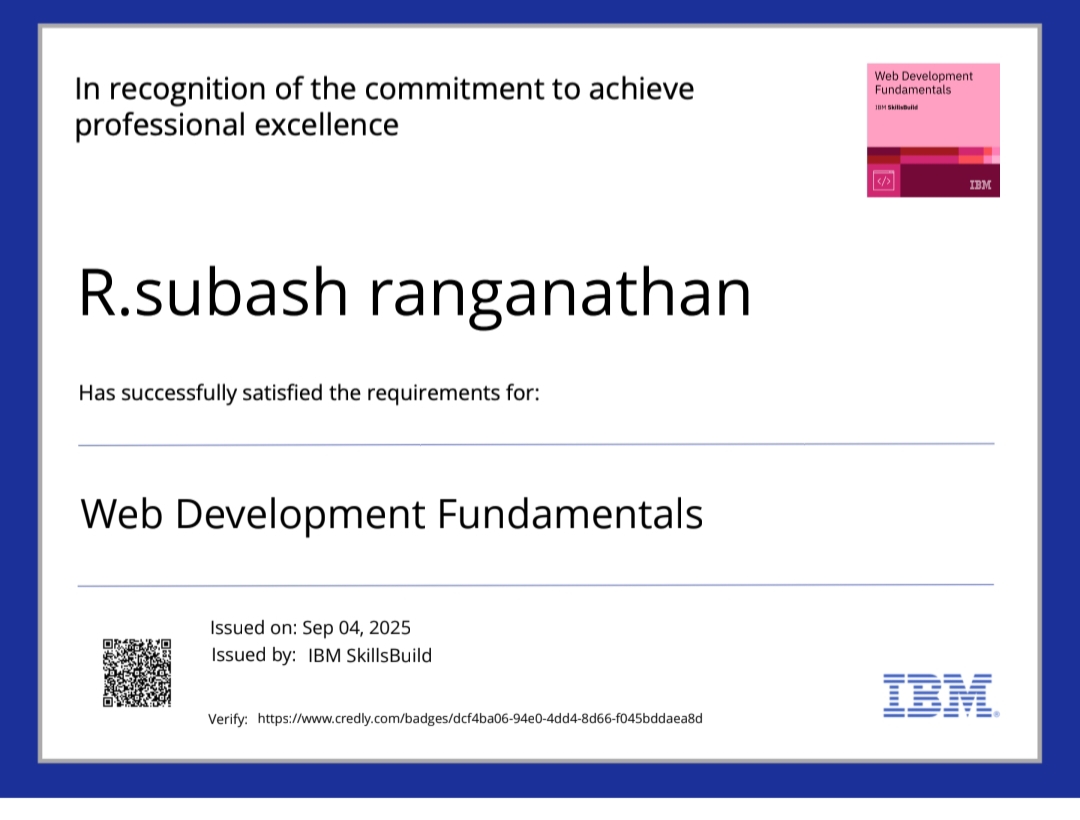 In recognition of the commitment to achieve
professional excellence
Web Development
Fundamentals
IBM SkillsBuild
</>
IBM
R.subash ranganathan
Has successfully satisfied the requirements for:
Web Development Fundamentals
Issued on: Sep 04, 2025
Issued by: IBM SkillsBuild
Verify: https://www.credly.com/badges/dcf4ba06-94e0-4dd4-8d66-f045bddaea8d
IBM®